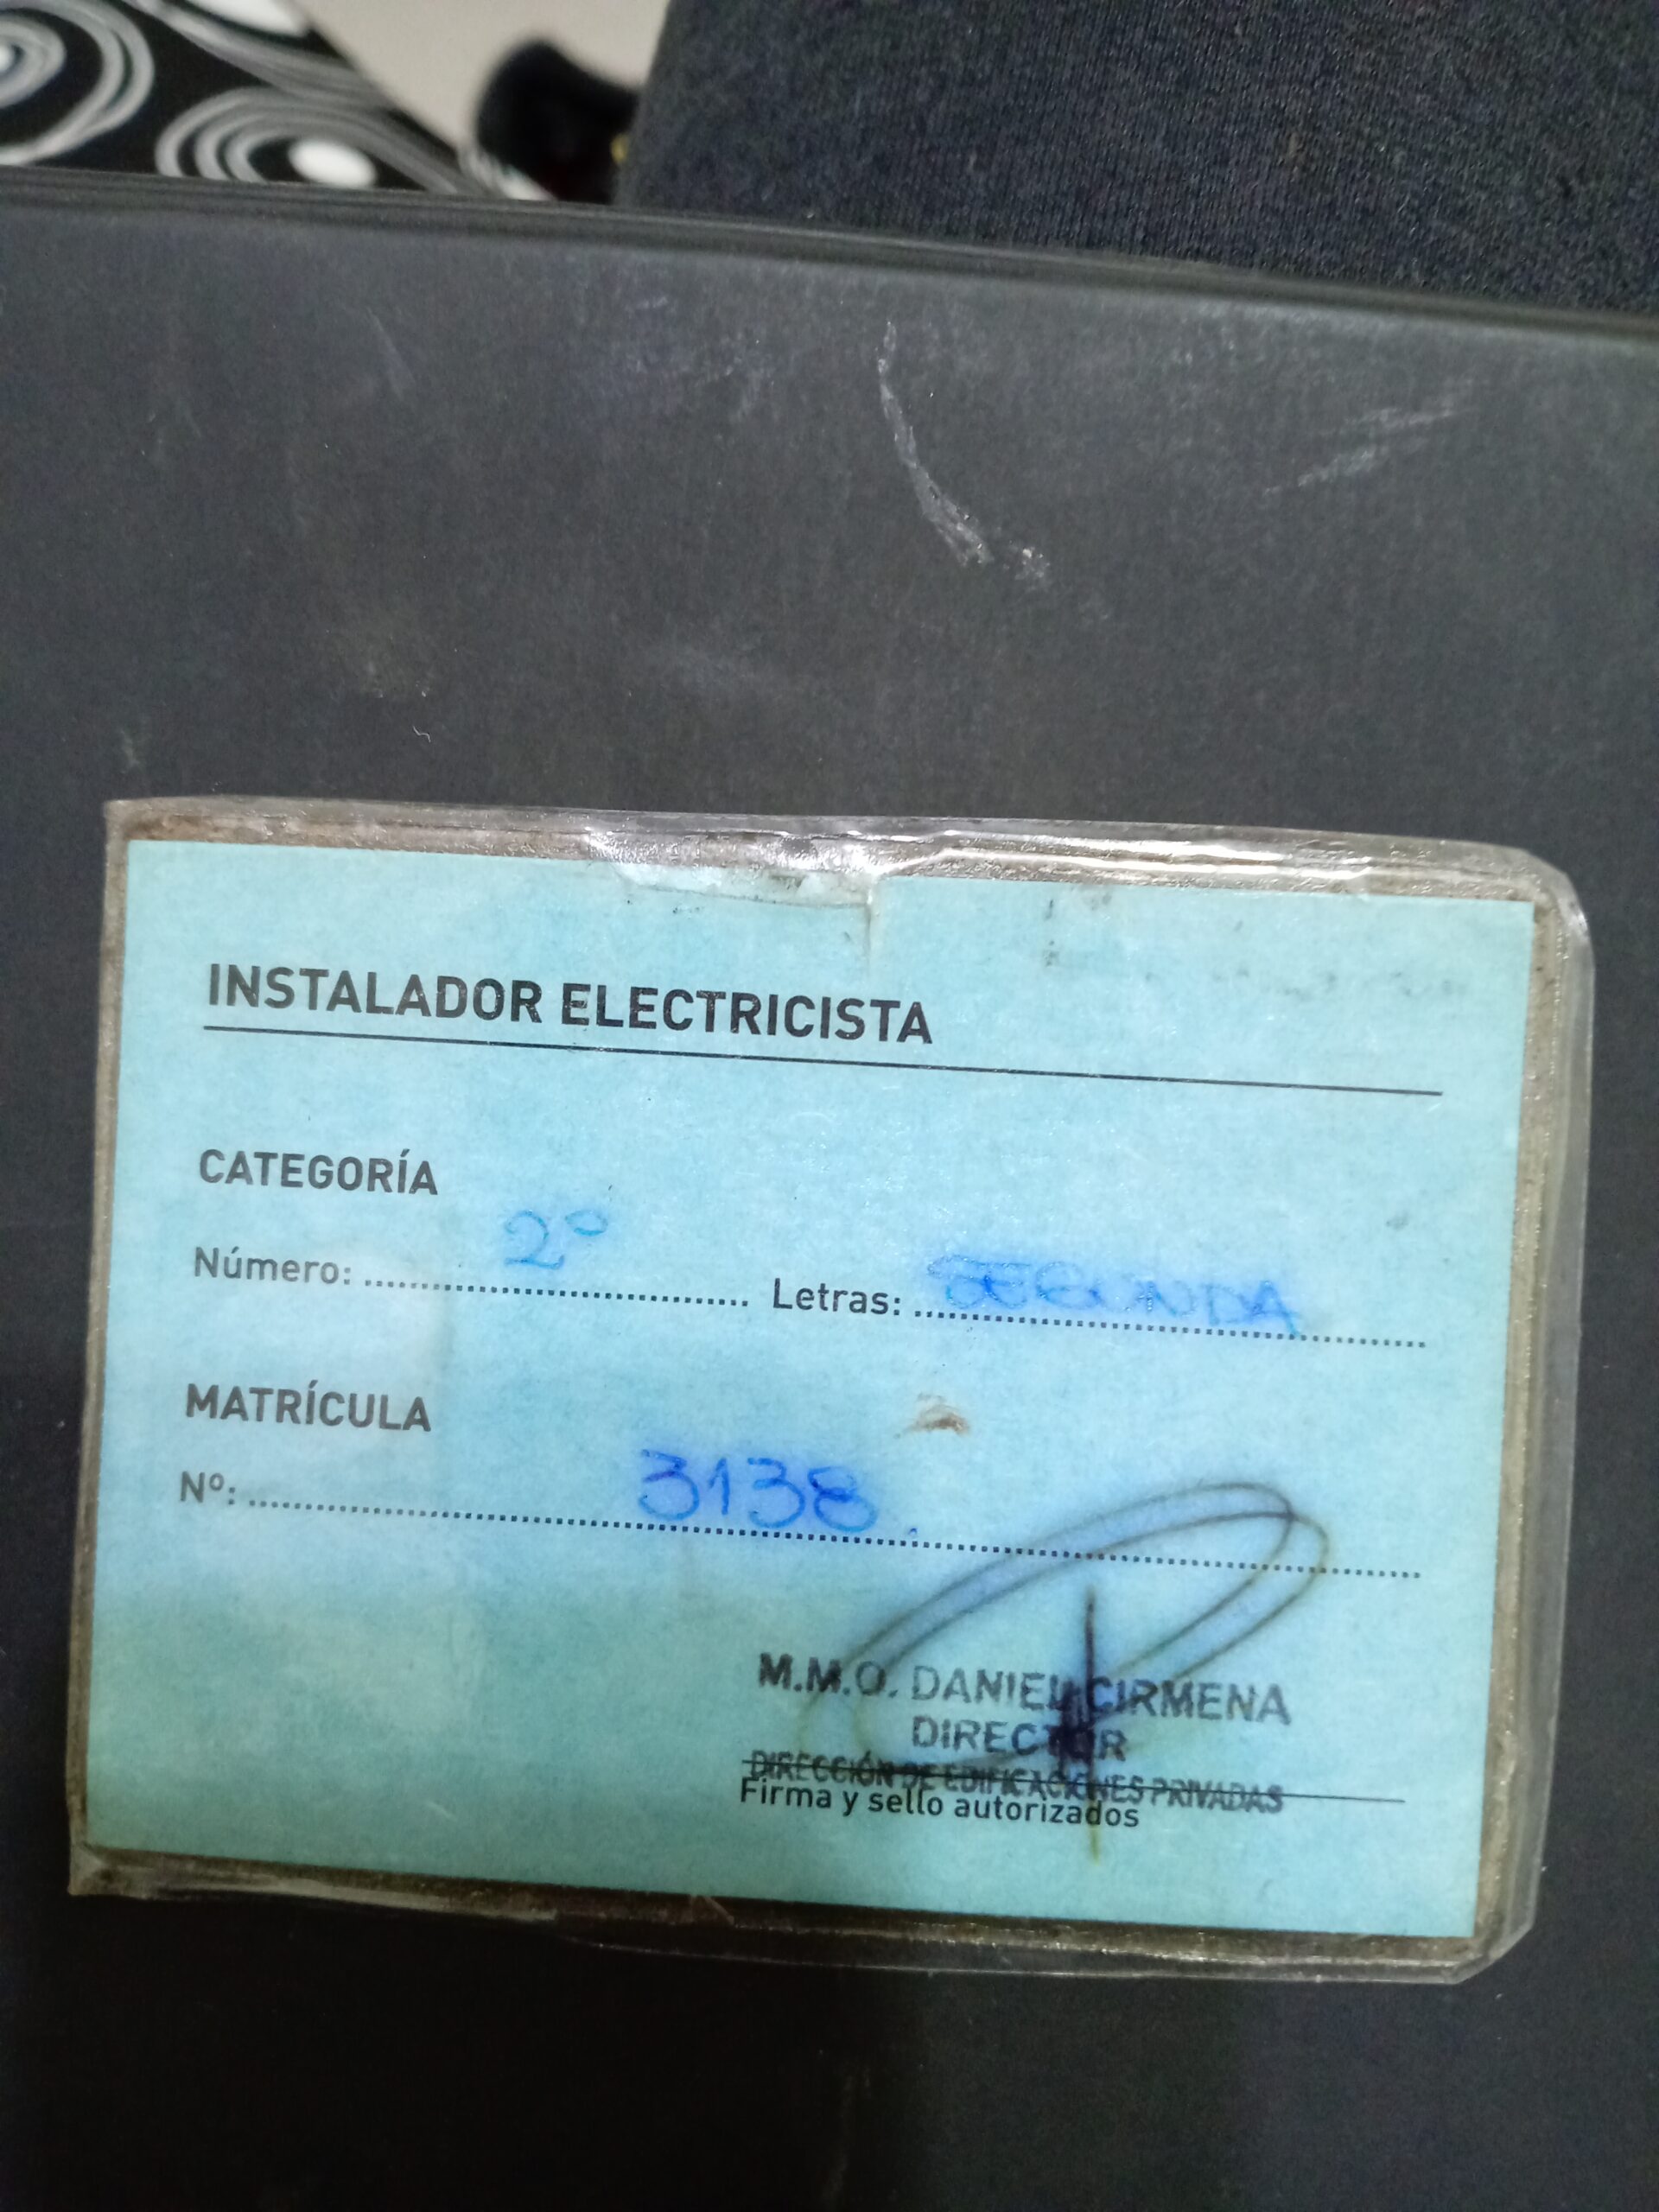 INSTALADOR ELECTRICISTA
CATEGORÍA
Número: 2º Letras: SEGUNDA
MATRÍCULA
Nº: 3138
M.M.O. DANIEL CIRMENA
DIRECTOR
DIRECCIÓN DE EDIFICACIONES PRIVADAS
Firma y sello autorizados